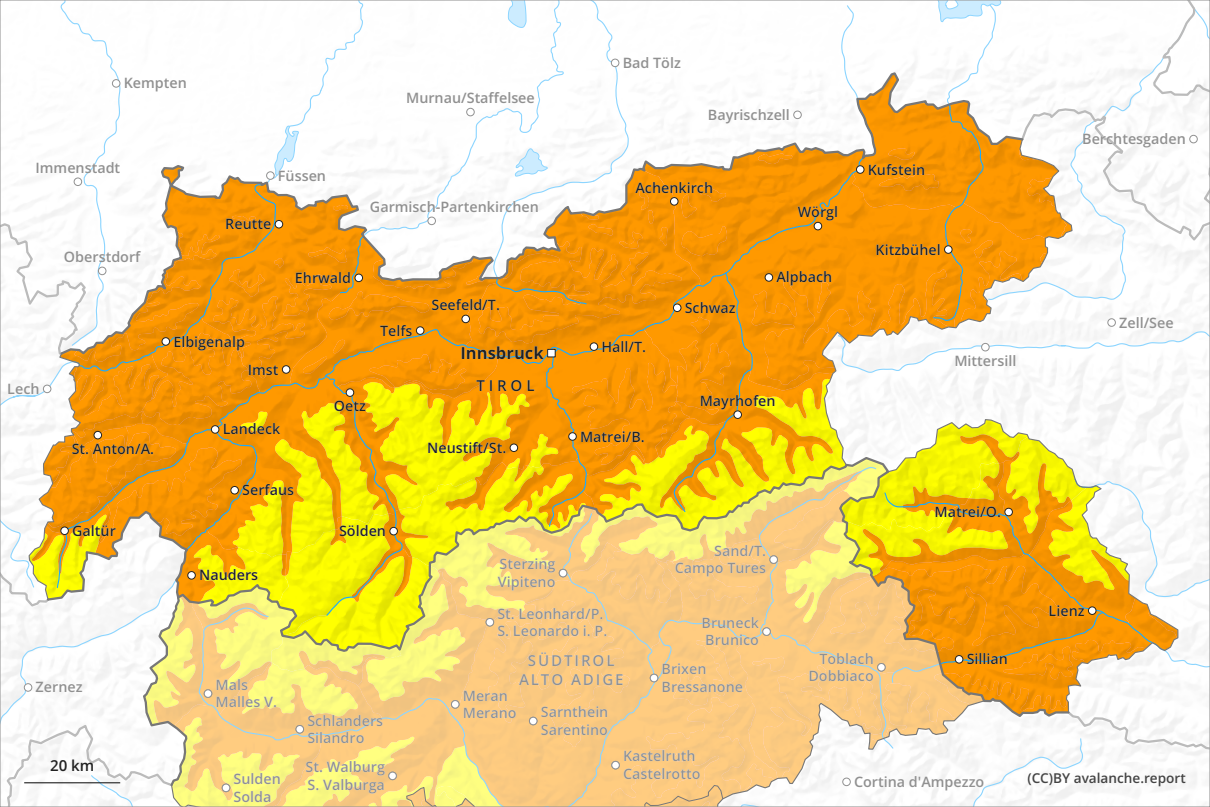 Kempten
Bad Tölz
Murnau/Staffelsee
Bayrischzell
Berchtesgaden
Immenstadt
Füssen
Kufstein
Achenkirch
Garmisch-Partenkirchen
Wörgl
Reutte
Kitzbühel
Oberstdorf
Ehrwald
Alpbach
Seefeld/T.
Schwaz
Zell/See
Telfs
Elbigenalp
Hall/T.
Innsbruck
Mittersill
Imst
TIROL
Lech
Mayrhofen
Oetz
Landeck
Matrei/B.
St. Anton/A.
Neustift/St.
Serfaus
Matrei/O.
Galtür
Sölden
Sand/T.
Campo Tures
Sterzing
Vipiteno
Nauders
Lienz
St. Leonhard/P.
S. Leonardo i. P.
Bruneck
Brunico
Sillian
SÜDTIROL
ALTO ADIGE
Toblach
Dobbiaco
Brixen
Bressanone
Zernez
Mals
Malles V.
Meran
Merano
Sarnthein
Sarentino
Schlanders
Silandro
Kastelruth
Castelrotto
St. Walburg
S. Valburga
20 km
Sulden
Solda
Cortina d'Ampezzo
(CC)BY avalanche.report